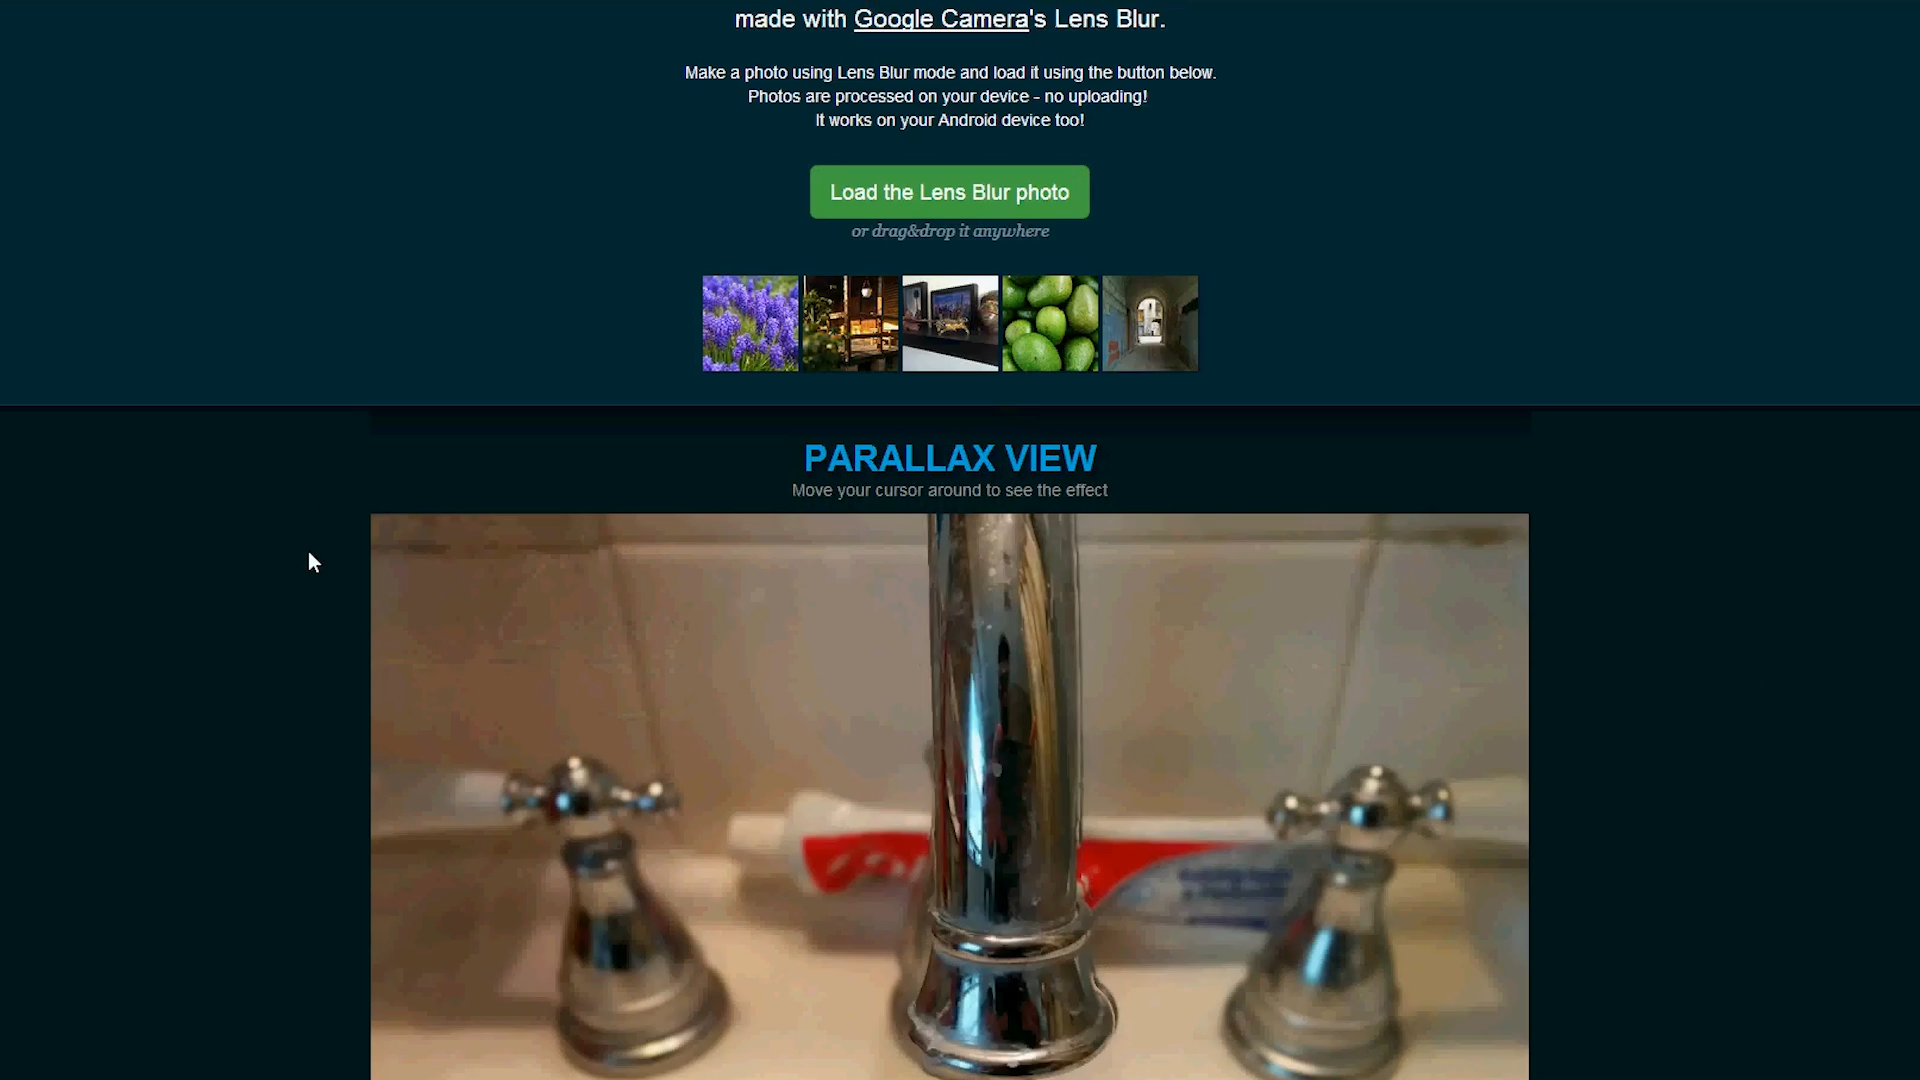 made with Google Camera's Lens Blur.
Make a photo using Lens Blur mode and load it using the button below.
Photos are processed on your device - no uploading!
It works on your Android device too!
Load the Lens Blur photo
or drag&drop it anywhere
PARALLAX VIEW
Move your cursor around to see the effect